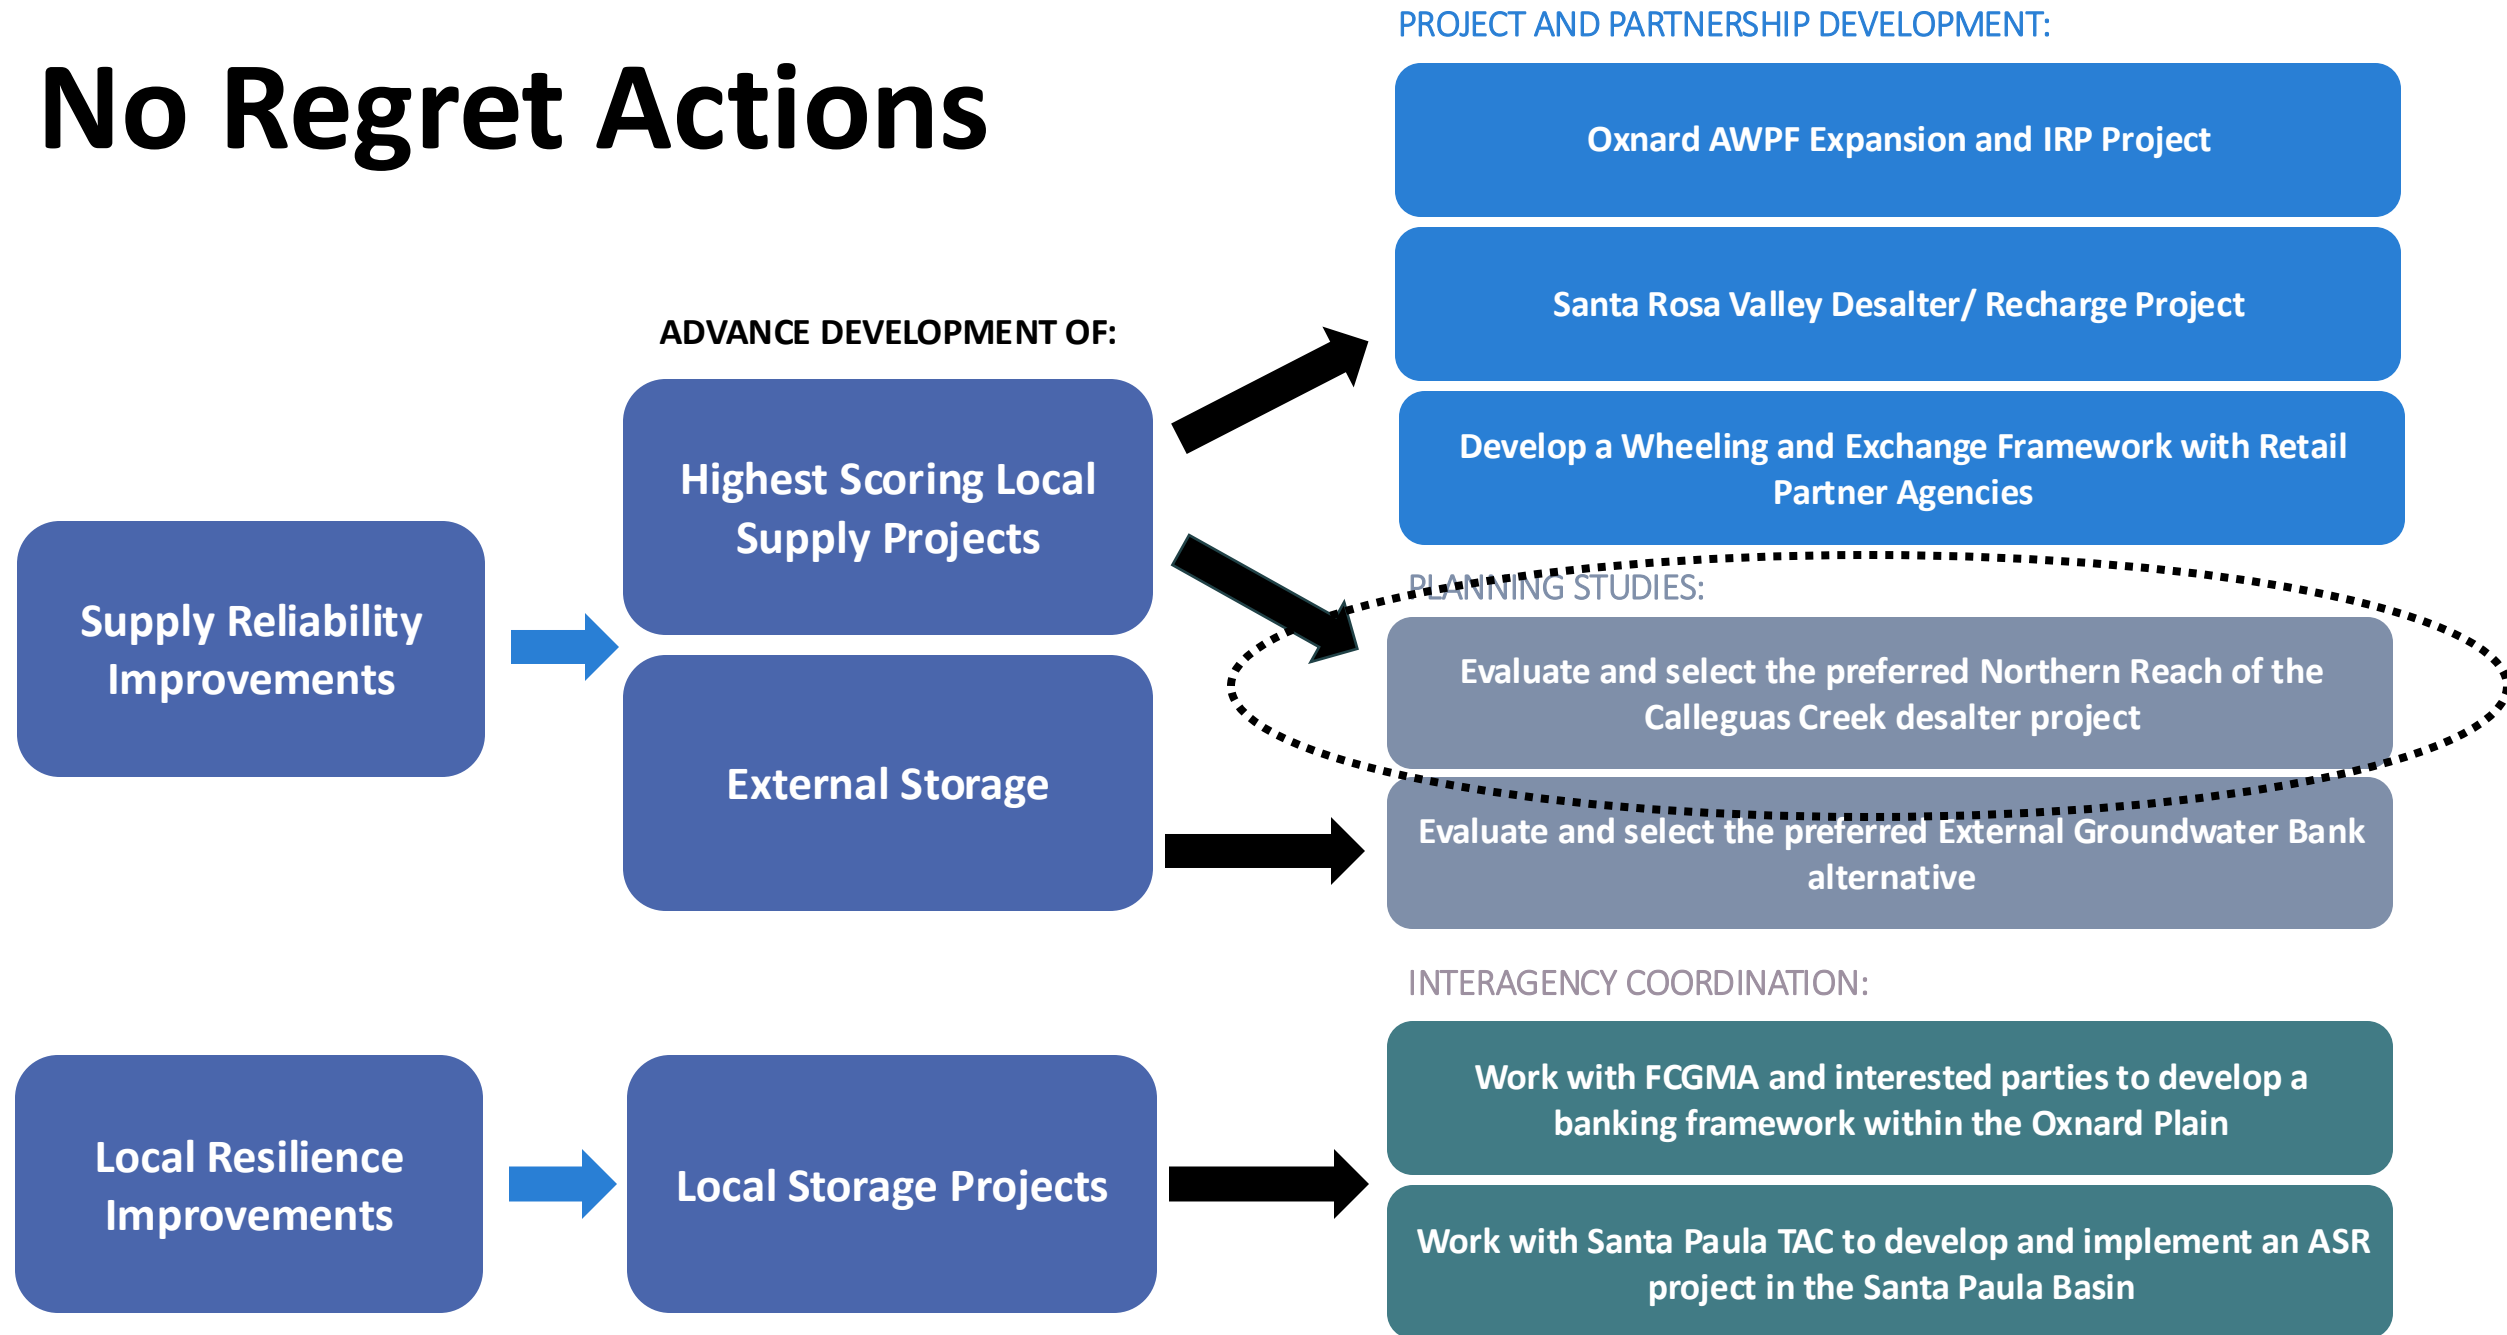 No Regret Actions
PROJECT AND PARTNERSHIP DEVELOPMENT:
Oxnard AWPF Expansion and IRP Project
Santa Rosa Valley Desalter/ Recharge Project
Develop a Wheeling and Exchange Framework with Retail
Partner Agencies
ADVANCE DEVELOPMENT OF:
Highest Scoring Local
Supply Projects
Supply Reliability
Improvements
External Storage
PLANNING STUDIES:
Evaluate and select the preferred Northern Reach of the
Calleguas Creek desalter project
Evaluate and select the preferred External Groundwater Bank
alternative
INTERAGENCY COORDINATION:
Local Resilience
Improvements
Local Storage Projects
Work with FCGMA and interested parties to develop a
banking framework within the Oxnard Plain
Work with Santa Paula TAC to develop and implement an ASR
project in the Santa Paula Basin